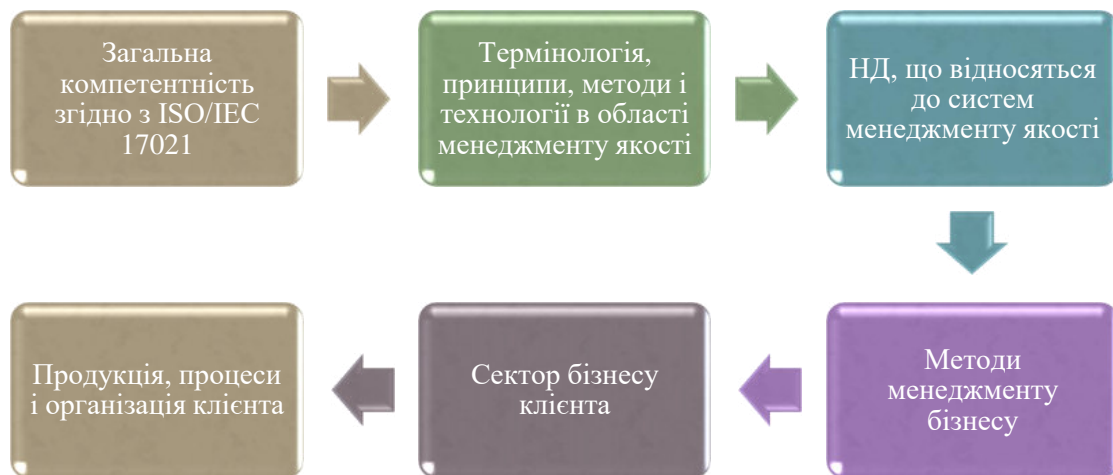 Загальна
компетентність
згідно з ISO/IEC
17021
Термінологія,
принципи, методи і
технології в області
менеджменту якості
НД, що відносяться
до систем
менеджменту якості
Методи
менеджменту
бізнесу
Сектор бізнесу
клієнта
Продукція, процеси
і організація клієнта